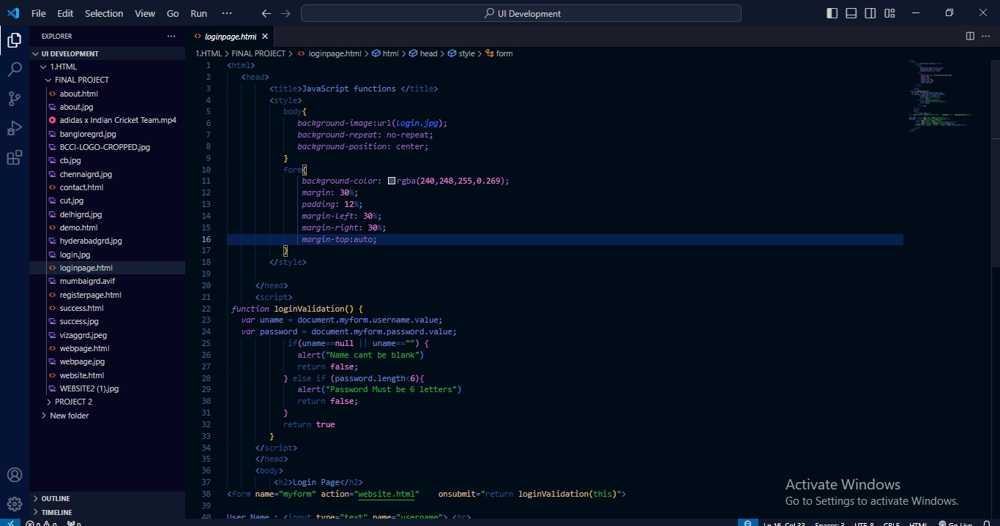 File Edit Selection View Go Run ··· UI Development
EXPLORER ···
loginpage.html
UI DEVELOPMENT
1.HTML > FINAL PROJECT > loginpage.html > html > head > style > form
1.HTML
FINAL PROJECT
about.html
about.jpg
adidas x Indian Cricket Team.mp4
bangloregrd.jpg
BCCI-LOGO-CROPPED.jpg
cb.jpg
chennaigrd.jpg
contact.html
cut.jpg
delhigrd.jpg
demo.html
hyderabadgrd.jpg
login.jpg
loginpage.html
mumbaigrd.avif
registerpage.html
success.html
success.jpg
vizaggrd.jpeg
webpage.html
webpage.jpg
website.html
WEBSITE2 (1).jpg
PROJECT 2
New folder
OUTLINE
TIMELINE
1 <html>
2 <head>
3 <title>JavaScript functions </title>
4 <style>
5 body{
6 background-image:url(login.jpg);
7 background-repeat: no-repeat;
8 background-position: center;
9 }
10 form{
11 background-color: rgba(240,248,255,0.269);
12 margin: 30%;
13 padding: 12%;
14 margin-left: 30%;
15 margin-right: 30%;
16 margin-top:auto;
17 }
18 </style>
19
20 </head>
21 <script>
22 function loginValidation() {
23 var uname = document.myform.username.value;
24 var password = document.myform.password.value;
25 if(uname==null || uname=="") {
26 alert("Name cant be blank")
27 return false;
28 } else if (password.length<6){
29 alert("Password Must be 6 letters")
30 return false;
31 }
32 return true
33 }
34 </script>
35 </head>
36 <body>
37 <h2>Login Page</h2>
38 <form name="myform" action="website.html" onsubmit="return loginValidation(this)">
39
40 User Name : <input type="text" name="username"> <br>
Activate Windows
Go to Settings to activate Windows.
0 0 0 Ln 16, Col 33 Spaces: 3 UTF-8 CRLF HTML Go Live